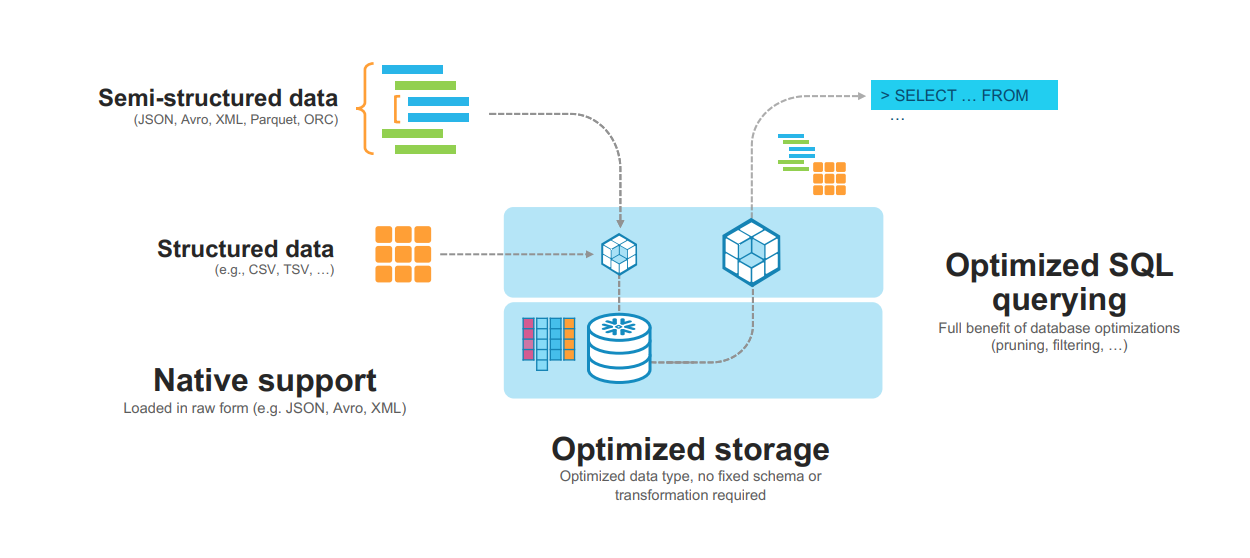 Semi-structured data
(JSON, Avro, XML, Parquet, ORC)
> SELECT … FROM
…
Structured data
(e.g., CSV, TSV, …)
Optimized SQL
querying
Full benefit of database optimizations
(pruning, filtering, …)
Native support
Loaded in raw form (e.g. JSON, Avro, XML)
Optimized storage
Optimized data type, no fixed schema or
transformation required